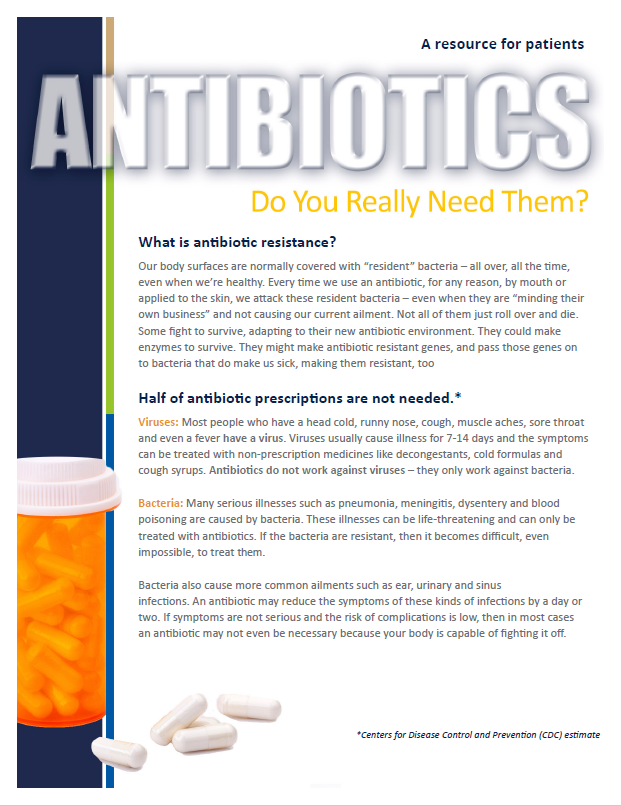 A resource for patients
ANTIBIOTICS
Do You Really Need Them?
What is antibiotic resistance?
Our body surfaces are normally covered with “resident” bacteria – all over, all the time,
even when we’re healthy. Every time we use an antibiotic, for any reason, by mouth or
applied to the skin, we attack these resident bacteria – even when they are “minding their
own business” and not causing our current ailment. Not all of them just roll over and die.
Some fight to survive, adapting to their new antibiotic environment. They could make
enzymes to survive. They might make antibiotic resistant genes, and pass those genes on
to bacteria that do make us sick, making them resistant, too
Half of antibiotic prescriptions are not needed.*
Viruses: Most people who have a head cold, runny nose, cough, muscle aches, sore throat
and even a fever have a virus. Viruses usually cause illness for 7-14 days and the symptoms
can be treated with non-prescription medicines like decongestants, cold formulas and
cough syrups. Antibiotics do not work against viruses – they only work against bacteria.
Bacteria: Many serious illnesses such as pneumonia, meningitis, dysentery and blood
poisoning are caused by bacteria. These illnesses can be life-threatening and can only be
treated with antibiotics. If the bacteria are resistant, then it becomes difficult, even
impossible, to treat them.
Bacteria also cause more common ailments such as ear, urinary and sinus
infections. An antibiotic may reduce the symptoms of these kinds of infections by a day or
two. If symptoms are not serious and the risk of complications is low, then in most cases
an antibiotic may not even be necessary because your body is capable of fighting it off.
*Centers for Disease Control and Prevention (CDC) estimate